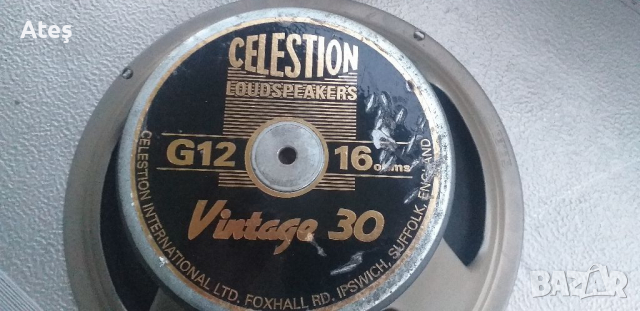 Ateş
CELESTION
LOUDSPEAKERS
G12 16 ohms
Vintage 30
CELESTION INTERNATIONAL LTD. FOXHALL RD. IPSWICH, SUFFOLK, ENGLAND
BAZAR